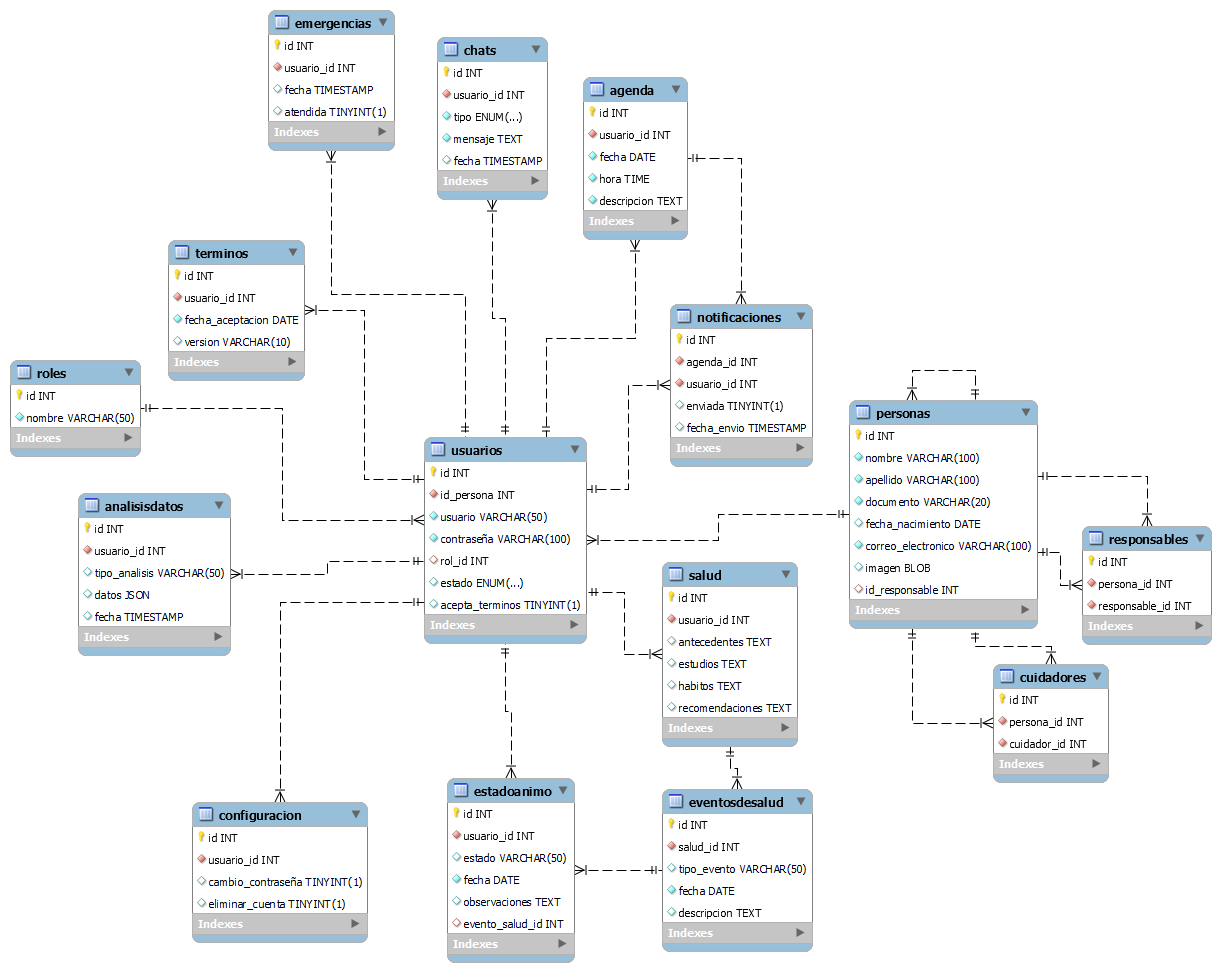 emergencias
id INT
usuario_id INT
fecha TIMESTAMP
atendida TINYINT(1)
Indexes
chats
id INT
usuario_id INT
tipo ENUM(...)
mensaje TEXT
fecha TIMESTAMP
Indexes
agenda
id INT
usuario_id INT
fecha DATE
hora TIME
descripcion TEXT
Indexes
terminos
id INT
usuario_id INT
fecha_aceptacion DATE
version VARCHAR(10)
Indexes
notificaciones
id INT
agenda_id INT
usuario_id INT
enviada TINYINT(1)
fecha_envio TIMESTAMP
Indexes
roles
id INT
nombre VARCHAR(50)
Indexes
personas
id INT
nombre VARCHAR(100)
apellido VARCHAR(100)
documento VARCHAR(20)
fecha_nacimiento DATE
correo_electronico VARCHAR(100)
imagen BLOB
id_responsable INT
Indexes
usuarios
id INT
id_persona INT
usuario VARCHAR(50)
contraseña VARCHAR(100)
rol_id INT
estado ENUM(...)
acepta_terminos TINYINT(1)
Indexes
analisisdatos
id INT
usuario_id INT
tipo_analisis VARCHAR(50)
datos JSON
fecha TIMESTAMP
Indexes
responsables
id INT
persona_id INT
responsable_id INT
Indexes
salud
id INT
usuario_id INT
antecedentes TEXT
estudios TEXT
habitos TEXT
recomendaciones TEXT
Indexes
cuidadores
id INT
persona_id INT
cuidador_id INT
Indexes
configuracion
id INT
usuario_id INT
cambio_contraseña TINYINT(1)
eliminar_cuenta TINYINT(1)
Indexes
estadoanimo
id INT
usuario_id INT
estado VARCHAR(50)
fecha DATE
observaciones TEXT
evento_salud_id INT
Indexes
eventosdesalud
id INT
salud_id INT
tipo_evento VARCHAR(50)
fecha DATE
descripcion TEXT
Indexes